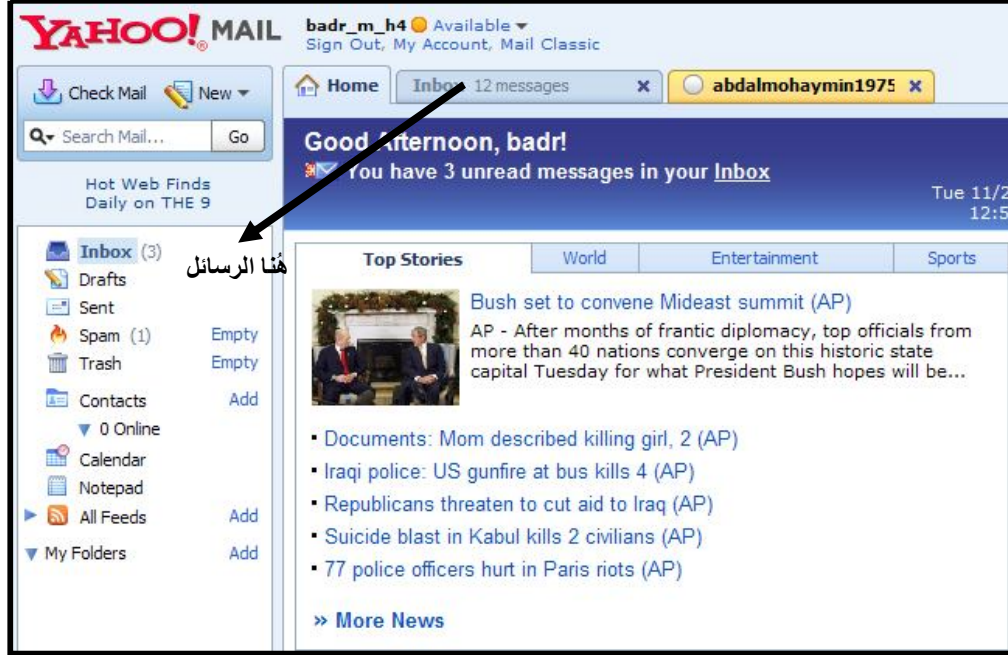 YAHOO! MAIL
badr_m_h4 Available
Sign Out, My Account, Mail Classic
Check Mail New
Home
Inbox 12 messages
abdalmohaymin1975
Search Mail... Go
Good Afternoon, badr!
You have 3 unread messages in your Inbox
Tue 11/2
12:5
Hot Web Finds
Daily on THE 9
Inbox (3)
هُنا الرسائل
Drafts
Sent
Spam (1) Empty
Trash Empty
Contacts Add
0 Online
Calendar
Notepad
All Feeds Add
My Folders Add
Top Stories World Entertainment Sports
Bush set to convene Mideast summit (AP)
AP - After months of frantic diplomacy, top officials from
more than 40 nations converge on this historic state
capital Tuesday for what President Bush hopes will be...
Documents: Mom described killing girl, 2 (AP)
Iraqi police: US gunfire at bus kills 4 (AP)
Republicans threaten to cut aid to Iraq (AP)
Suicide blast in Kabul kills 2 civilians (AP)
77 police officers hurt in Paris riots (AP)
» More News